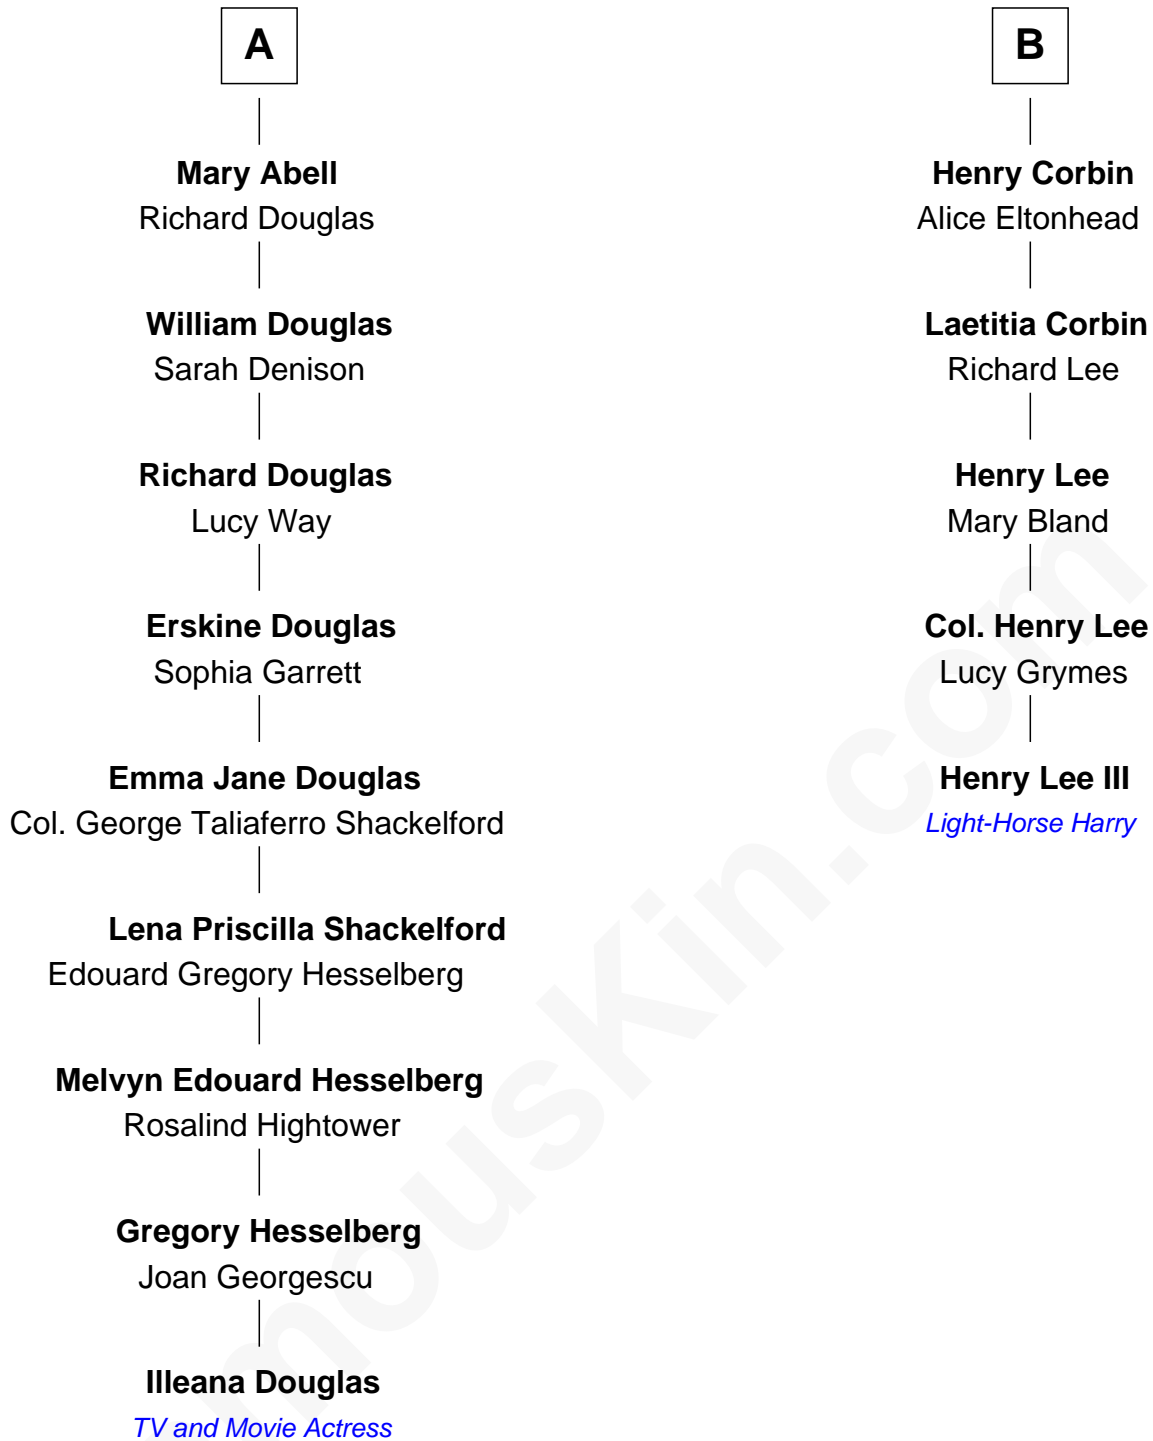 A
Mary Abell
Richard Douglas
William Douglas
Sarah Denison
Richard Douglas
Lucy Way
Erskine Douglas
Sophia Garrett
Emma Jane Douglas
Col. George Taliaferro Shackelford
Lena Priscilla Shackelford
Edouard Gregory Hesselberg
Melvyn Edouard Hesselberg
Rosalind Hightower
Gregory Hesselberg
Joan Georgescu
Illeana Douglas
TV and Movie Actress
B
Henry Corbin
Alice Eltonhead
Laetitia Corbin
Richard Lee
Henry Lee
Mary Bland
Col. Henry Lee
Lucy Grymes
Henry Lee III
Light-Horse Harry
mousKin.com